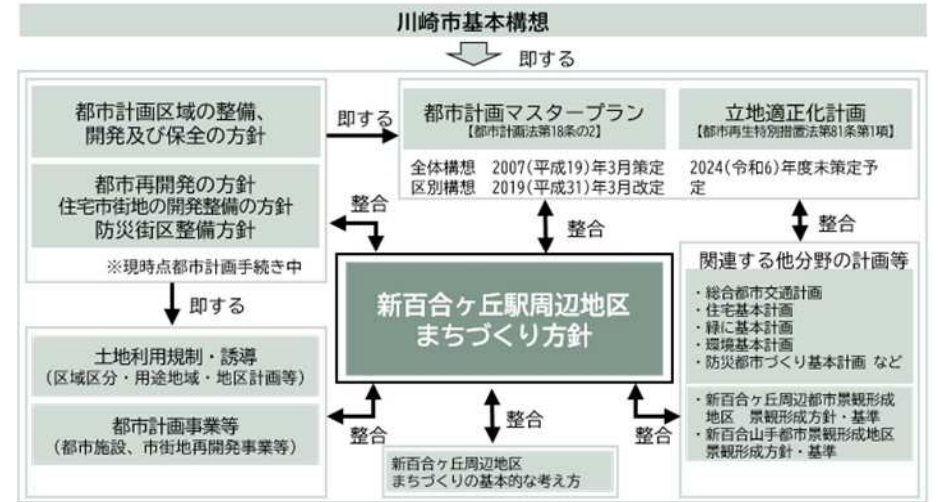 川崎市基本構想
即する
都市計画区域の整備、
開発及び保全の方針
都市再開発の方針
住宅市街地の開発整備の方針
防災街区整備方針
※現時点都市計画手続き中
即する
都市計画マスタープラン
【都市計画法第18条の2】
全体構想 2007(平成19)年3月策定
区別構想 2019(平成31)年3月改定
立地適正化計画
【都市再生特別措置法第81条第1項】
2024(令和6)年度末策定予
定
整合
整合
整合
新百合ヶ丘駅周辺地区
まちづくり方針
関連する他分野の計画等
・総合都市交通計画
・住宅基本計画
・緑に基本計画
・環境基本計画
・防災都市づくり基本計画 など
・新百合ヶ丘周辺都市景観形成
地区 景観形成方針・基準
・新百合山手都市景観形成地区
景観形成方針・基準
即する
土地利用規制・誘導
(区域区分・用途地域・地区計画等)
都市計画事業等
(都市施設、市街地再開発事業等)
整合
整合
整合
新百合ヶ丘周辺地区
まちづくりの基本的な考え方